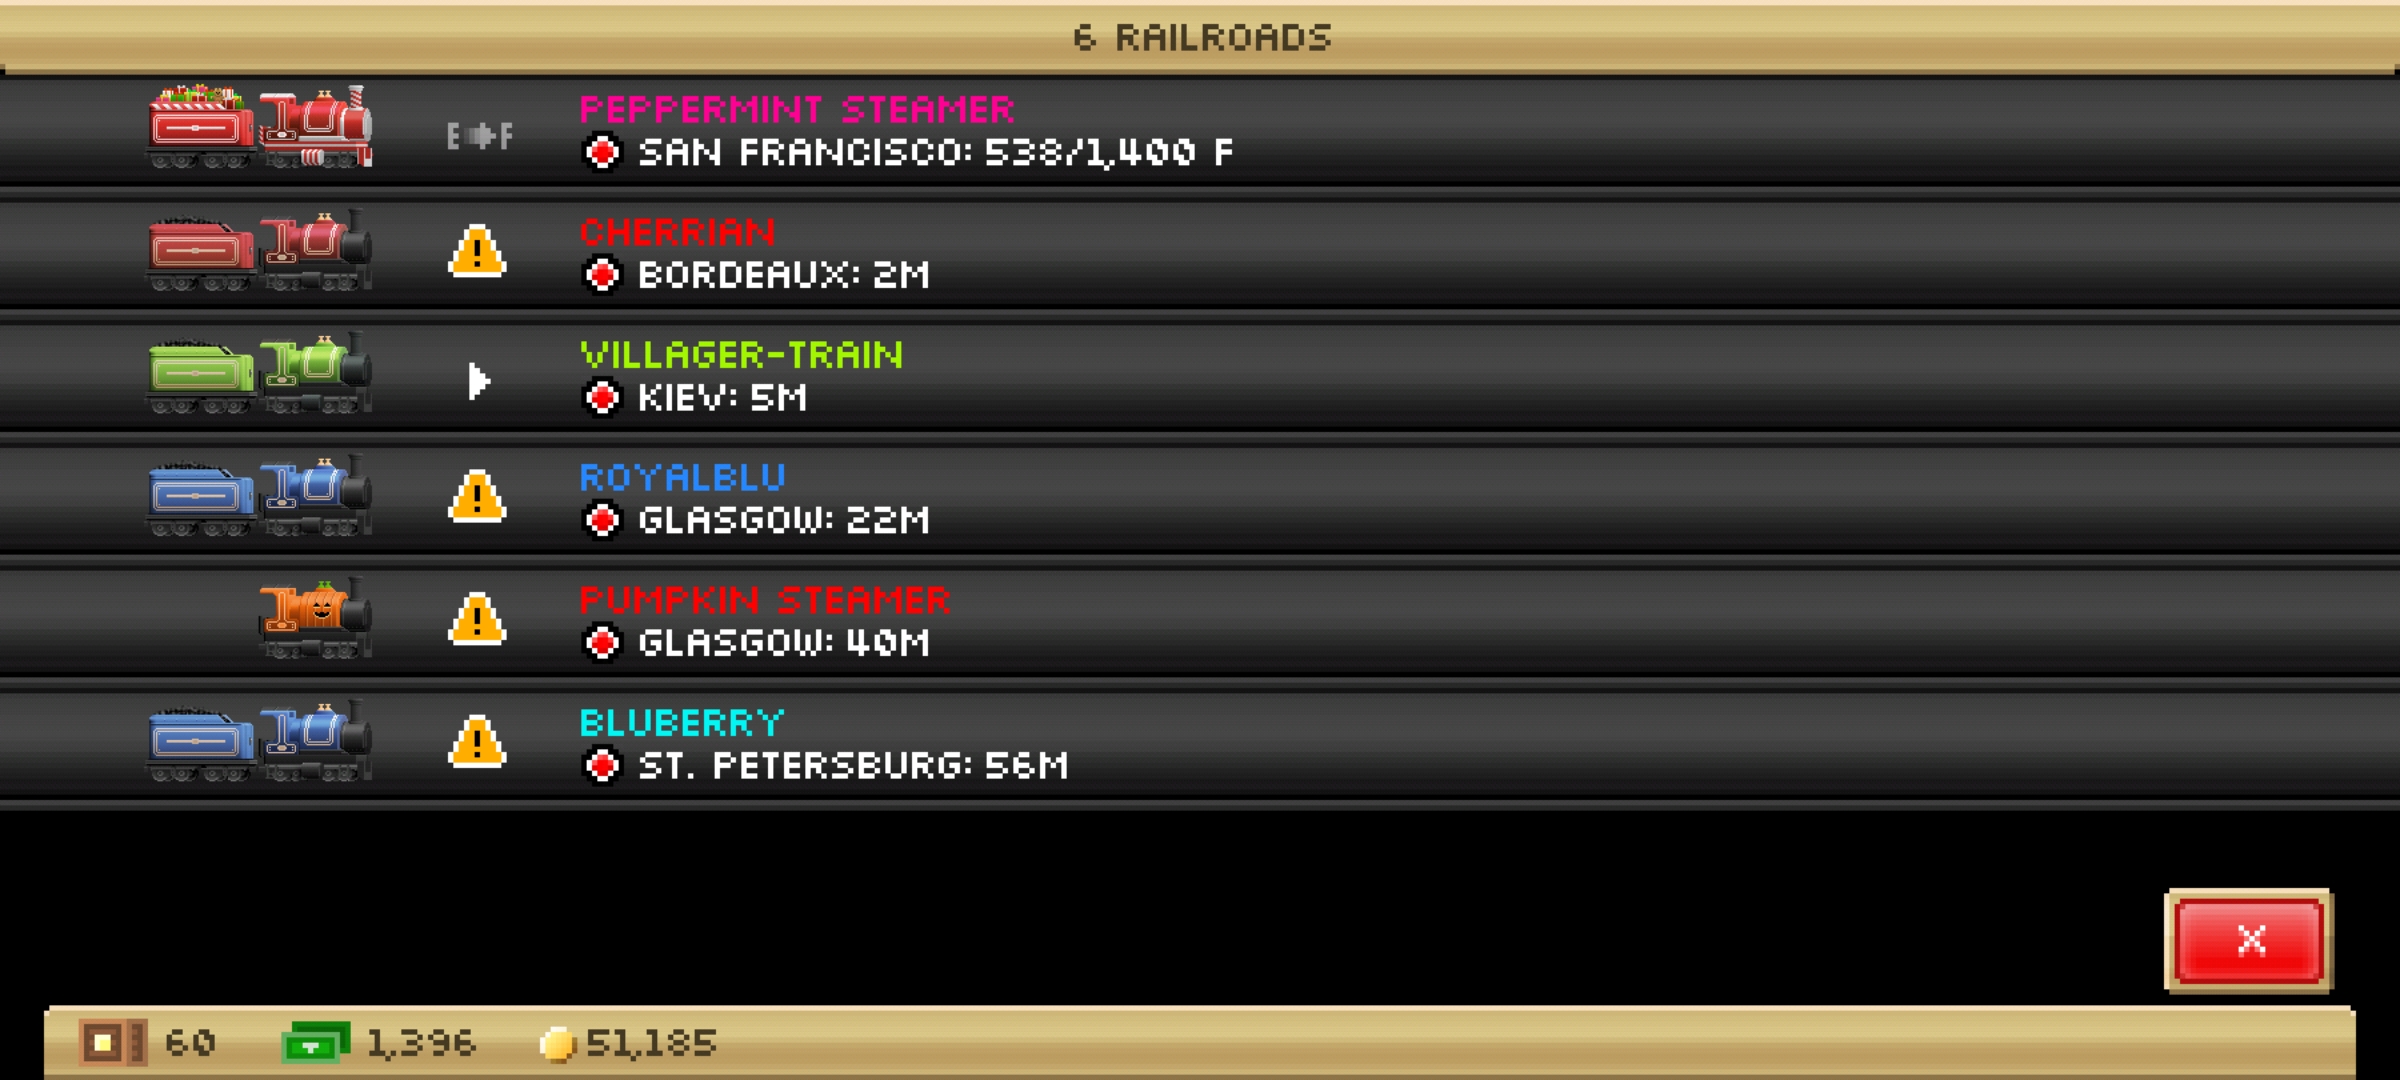 6 RAILROADS
E F
PEPPERMINT STEAMER
SAN FRANCISCO: 538/1,400 F
CHERRIAN
BORDEAUX: 2M
VILLAGER-TRAIN
KIEV: 5M
ROYALBLU
GLASGOW: 22M
PUMPKIN STEAMER
GLASGOW: 40M
BLUBERRY
ST. PETERSBURG: 56M
60 1,396 51,185